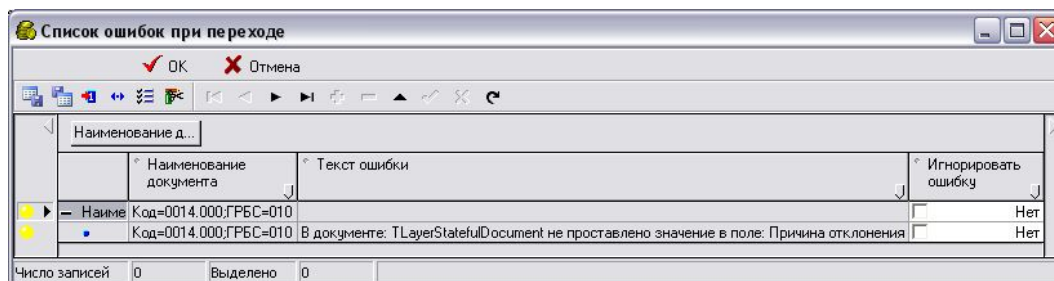 Список ошибок при переходе
OK Отмена
Наименование д...
Наименование документа Текст ошибки Игнорировать ошибку
Наиме Код=0014.000;ГРБС=010 Нет
Код=0014.000;ГРБС=010 В документе: TLayerStatefulDocument не проставлено значение в поле: Причина отклонения Нет
Число записей 0 Выделено 0